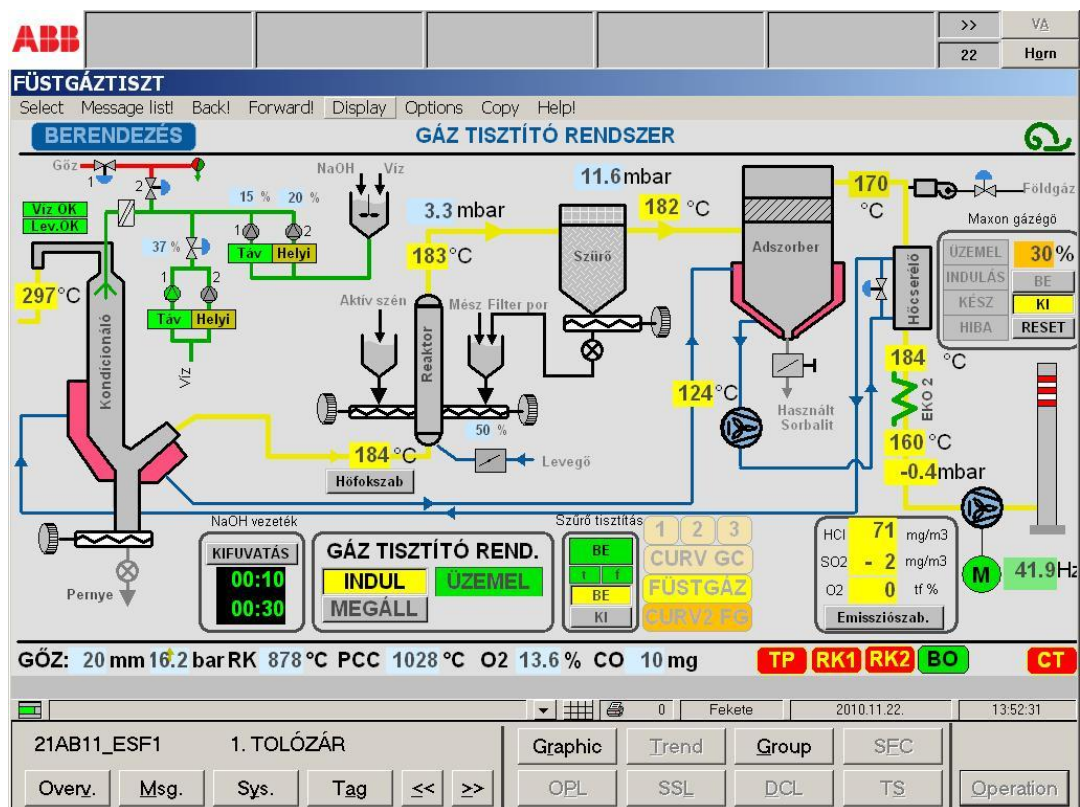 ABB
>> VA
22 Horn
FÜSTGÁZTISZT
Select Message list! Back! Forward! Display Options Copy Help!
BERENDEZÉS GÁZ TISZTÍTÓ RENDSZER
Göz 1 2
NaOH Víz
15 % 20 %
11.6 mbar
170 °C
Földgáz
Víz OK
Lev.OK
3.3 mbar
182 °C
Maxon gázégö
1 2
Táv Helyi
37 %
183 °C
Szürö
Adszorber
Höcserélö
ÜZEMEL 30 %
INDULÁS BE
KÉSZ KI
HIBA RESET
297 °C
1 2
Táv Helyi
Víz
Kondicionáló
Aktív szén
Mész Filter por
Reaktor
50 %
184 °C
EKO 2
124 °C
Használt
Sorbalit
160 °C
-0.4 mbar
184 °C
Höfokszab
Levegö
Pernye
NaOH vezeték
KIFUVATÁS
00:10
00:30
GÁZ TISZTÍTÓ REND.
INDUL ÜZEMEL
MEGÁLL
Szürö tisztítás
BE
t f
BE
KI
1 2 3
CURV GC
FÜSTGÁZ
CURV2 FG
HCl 71 mg/m3
SO2 - 2 mg/m3
O2 0 tf %
Emissziószab.
M 41.9 Hz
GŐZ: 20 mm 16.2 bar RK 878 °C PCC 1028 °C O2 13.6 % CO 10 mg TP RK1 RK2 BO CT
0 Fekete 2010.11.22. 13:52:31
21AB11_ESF1 1. TOLÓZÁR
Graphic Trend Group SFC
Overv. Msg. Sys. Tag << >> OPL SSL DCL TS Operation